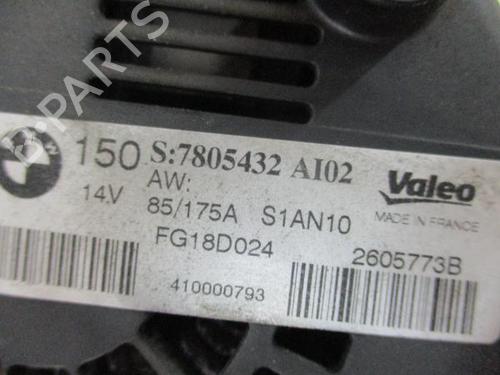 B-PARTS
150 S:7805432 AI02
AW:
14V 85/175A S1AN10
FG18D024
Valeo
MADE IN FRANCE
2605773B
410000793